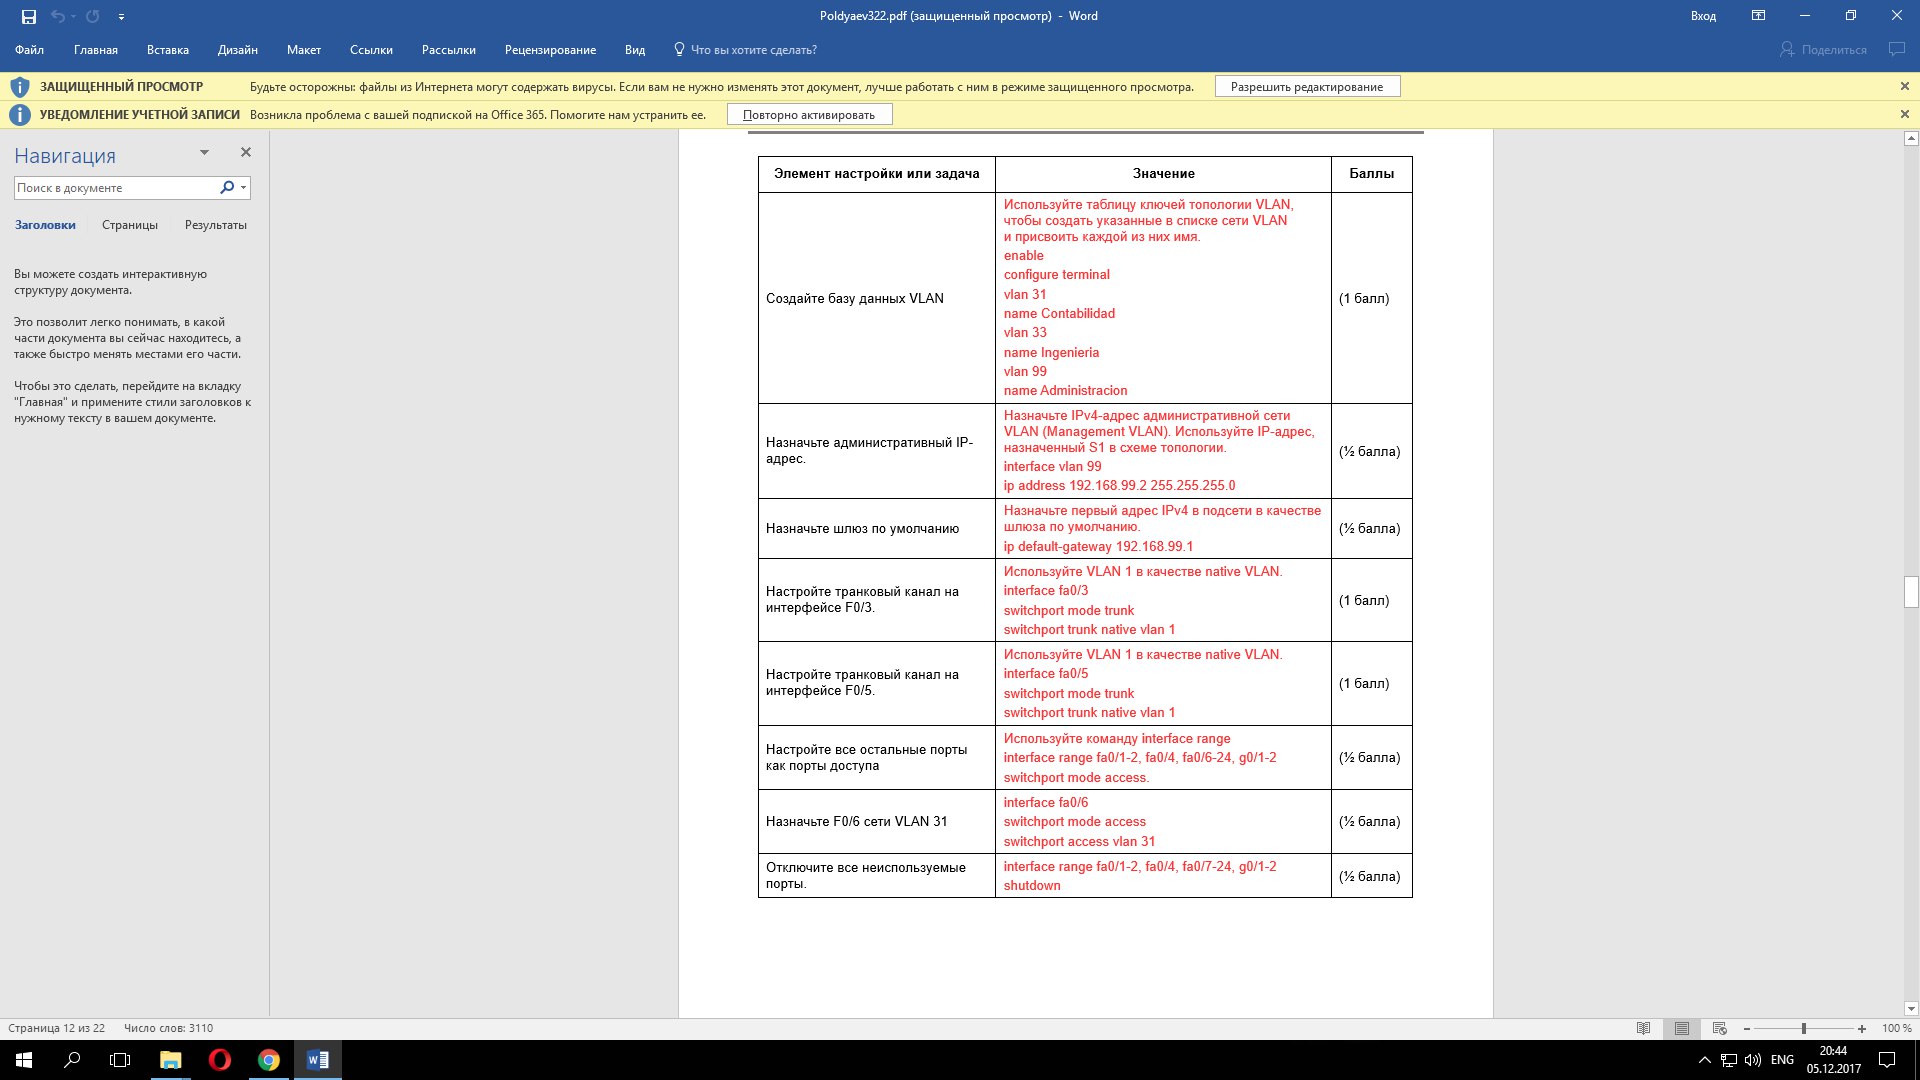 Poldyaev322.pdf (защищенный просмотр) - Word
Вход
Файл
Главная
Вставка
Дизайн
Макет
Ссылки
Рассылки
Рецензирование
Вид
Что вы хотите сделать?
Поделиться
ЗАЩИЩЕННЫЙ ПРОСМОТР Будьте осторожны: файлы из Интернета могут содержать вирусы. Если вам не нужно изменять этот документ, лучше работать с ним в режиме защищенного просмотра. Разрешить редактирование
УВЕДОМЛЕНИЕ УЧЕТНОЙ ЗАПИСИ Возникла проблема с вашей подпиской на Office 365. Помогите нам устранить ее. Повторно активировать
Навигация
Поиск в документе
Заголовки Страницы Результаты
Вы можете создать интерактивную
структуру документа.
Это позволит легко понимать, в какой
части документа вы сейчас находитесь, а
также быстро менять местами его части.
Чтобы это сделать, перейдите на вкладку
"Главная" и примените стили заголовков к
нужному тексту в вашем документе.
Элемент настройки или задача Значение Баллы
Создайте базу данных VLAN
Используйте таблицу ключей топологии VLAN,
чтобы создать указанные в списке сети VLAN
и присвоить каждой из них имя.
enable
configure terminal
vlan 31
name Contabilidad
vlan 33
name Ingenieria
vlan 99
name Administracion
(1 балл)
Назначьте административный IP-
адрес.
Назначьте IPv4-адрес административной сети
VLAN (Management VLAN). Используйте IP-адрес,
назначенный S1 в схеме топологии.
interface vlan 99
ip address 192.168.99.2 255.255.255.0
(½ балла)
Назначьте шлюз по умолчанию
Назначьте первый адрес IPv4 в подсети в качестве
шлюза по умолчанию.
ip default-gateway 192.168.99.1
(½ балла)
Настройте транковый канал на
интерфейсе F0/3.
Используйте VLAN 1 в качестве native VLAN.
interface fa0/3
switchport mode trunk
switchport trunk native vlan 1
(1 балл)
Настройте транковый канал на
интерфейсе F0/5.
Используйте VLAN 1 в качестве native VLAN.
interface fa0/5
switchport mode trunk
switchport trunk native vlan 1
(1 балл)
Настройте все остальные порты
как порты доступа
Используйте команду interface range
interface range fa0/1-2, fa0/4, fa0/6-24, g0/1-2
switchport mode access.
(½ балла)
Назначьте F0/6 сети VLAN 31
interface fa0/6
switchport mode access
switchport access vlan 31
(½ балла)
Отключите все неиспользуемые
порты.
interface range fa0/1-2, fa0/4, fa0/7-24, g0/1-2
shutdown
(½ балла)
Страница 12 из 22 Число слов: 3110
100 %
ENG
20:44
05.12.2017